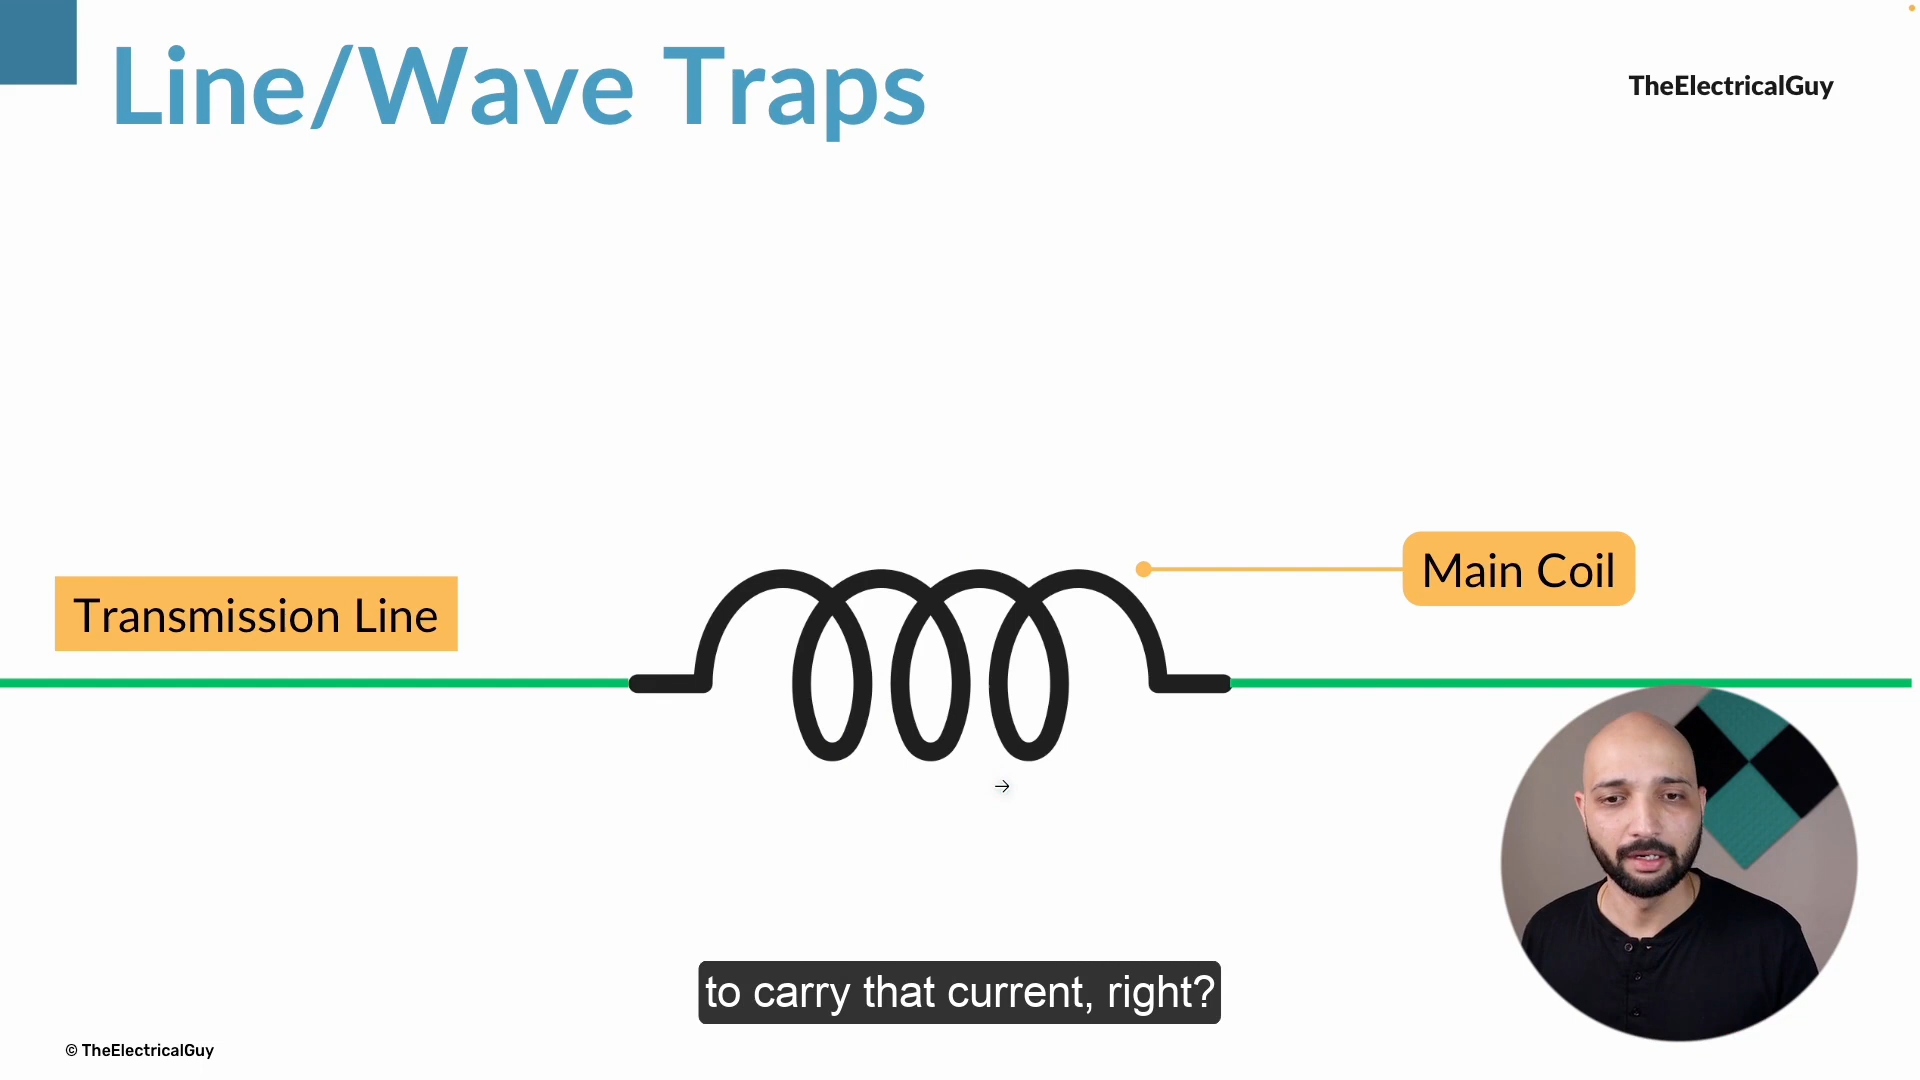 Line/Wave Traps
TheElectricalGuy
Main Coil
Transmission Line
to carry that current, right?
© TheElectricalGuy